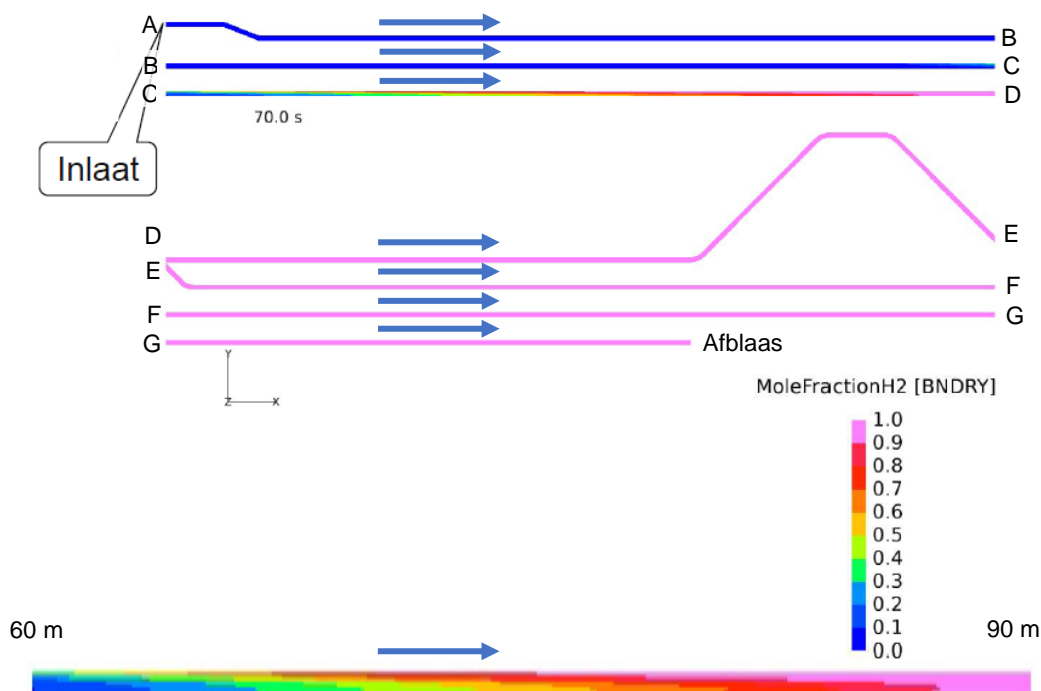 A
B
B
C
C
D
70.0 s
Inlaat
D
E
E
F
F
G
G
Afblaas
Y
Z
X
MoleFractionH2 [BNDRY]
1.0
0.9
0.8
0.7
0.6
0.5
0.4
0.3
0.2
0.1
0.0
60 m
90 m